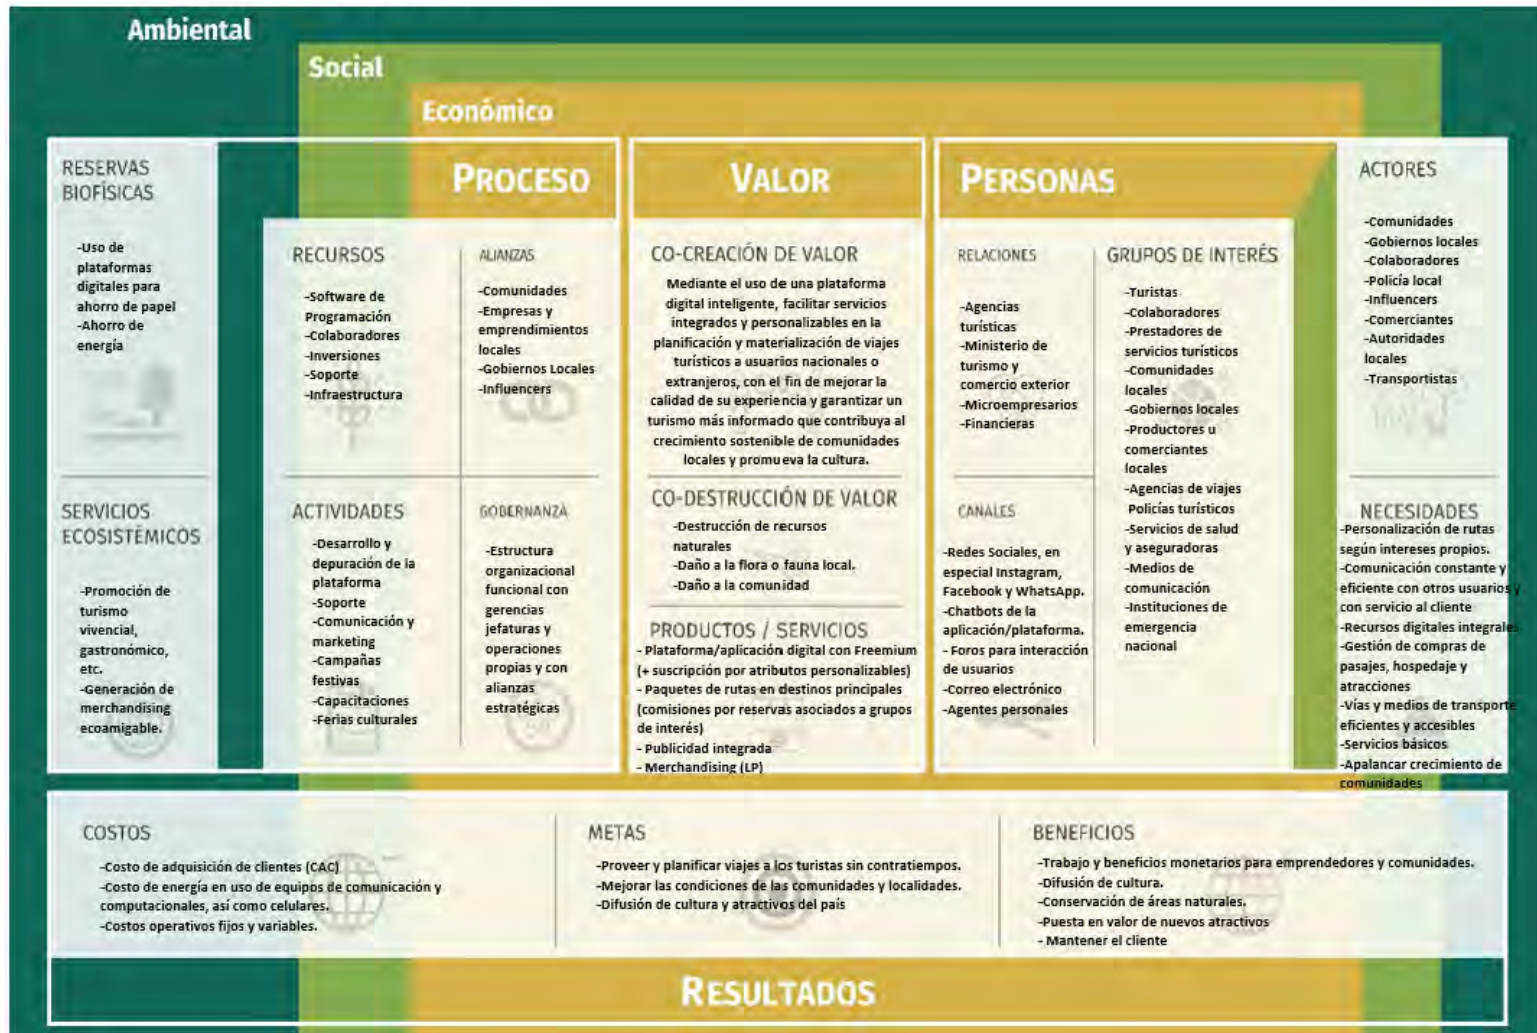 Ambiental
Social
Económico
RESERVAS
BIOFÍSICAS
-Uso de
plataformas
digitales para
ahorro de papel
-Ahorro de
energía
SERVICIOS
ECOSISTÉMICOS
-Promoción de
turismo
vivencial,
gastronómico,
etc.
-Generación de
merchandising
ecoamigable.
PROCESO
RECURSOS
-Software de
Programación
-Colaboradores
-Inversiones
-Soporte
-Infraestructura
ALIANZAS
-Comunidades
-Empresas y
emprendimientos
locales
-Gobiernos Locales
-Influencers
ACTIVIDADES
-Desarrollo y
depuración de la
plataforma
-Soporte
-Comunicación y
marketing
-Campañas
festivas
-Capacitaciones
-Ferias culturales
GOBERNANZA
-Estructura
organizacional
funcional con
gerencias
jefaturas y
operaciones
propias y con
alianzas
estratégicas
VALOR
CO-CREACIÓN DE VALOR
Mediante el uso de una plataforma
digital inteligente, facilitar servicios
integrados y personalizables en la
planificación y materialización de viajes
turísticos a usuarios nacionales o
extranjeros, con el fin de mejorar la
calidad de su experiencia y garantizar un
turismo más informado que contribuya al
crecimiento sostenible de comunidades
locales y promueva la cultura.
CO-DESTRUCCIÓN DE VALOR
-Destrucción de recursos
naturales
-Daño a la flora o fauna local.
-Daño a la comunidad
PRODUCTOS / SERVICIOS
- Plataforma/aplicación digital con Freemium
(+ suscripción por atributos personalizables)
- Paquetes de rutas en destinos principales
(comisiones por reservas asociados a grupos
de interés)
- Publicidad integrada
- Merchandising (LP)
PERSONAS
RELACIONES
-Agencias
turísticas
-Ministerio de
turismo y
comercio exterior
-Microempresarios
-Financieras
GRUPOS DE INTERÉS
-Turistas
-Colaboradores
-Prestadores de
servicios turísticos
-Comunidades
locales
-Gobiernos locales
-Productores u
comerciantes
locales
-Agencias de viajes
Policías turísticos
-Servicios de salud
y aseguradoras
-Medios de
comunicación
-Instituciones de
emergencia
nacional
CANALES
-Redes Sociales, en
especial Instagram,
Facebook y WhatsApp.
-Chatbots de la
aplicación/plataforma.
- Foros para interacción
de usuarios
-Correo electrónico
-Agentes personales
ACTORES
-Comunidades
-Gobiernos locales
-Colaboradores
-Policía local
-Influencers
-Comerciantes
-Autoridades
locales
-Transportistas
NECESIDADES
-Personalización de rutas
según intereses propios.
-Comunicación constante y
eficiente con otros usuarios y
con servicio al cliente
-Recursos digitales integrales
-Gestión de compras de
pasajes, hospedaje y
atracciones
-Vías y medios de transporte
eficientes y accesibles
-Servicios básicos
-Apalancar crecimiento de
comunidades
COSTOS
-Costo de adquisición de clientes (CAC)
-Costo de energía en uso de equipos de comunicación y
computacionales, así como celulares.
-Costos operativos fijos y variables.
METAS
-Proveer y planificar viajes a los turistas sin contratiempos.
-Mejorar las condiciones de las comunidades y localidades.
-Difusión de cultura y atractivos del país
BENEFICIOS
-Trabajo y beneficios monetarios para emprendedores y comunidades.
-Difusión de cultura.
-Conservación de áreas naturales.
-Puesta en valor de nuevos atractivos
- Mantener el cliente
RESULTADOS